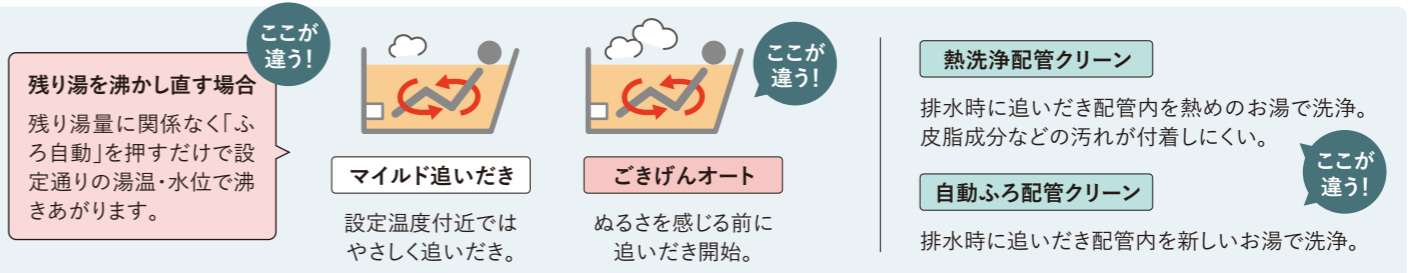 ここが
違う!
残り湯を沸かし直す場合
残り湯量に関係なく「ふ
ろ自動」を押すだけで設
定通りの湯温・水位で沸
きあがります。
マイルド追いだき
設定温度付近では
やさしく追いだき。
ここが
違う!
ごきげんオート
ぬるさを感じる前に
追いだき開始。
熱洗浄配管クリーン
排水時に追いだき配管内を熱めのお湯で洗浄。
皮脂成分などの汚れが付着しにくい。
ここが
違う!
自動ふろ配管クリーン
排水時に追いだき配管内を新しいお湯で洗浄。